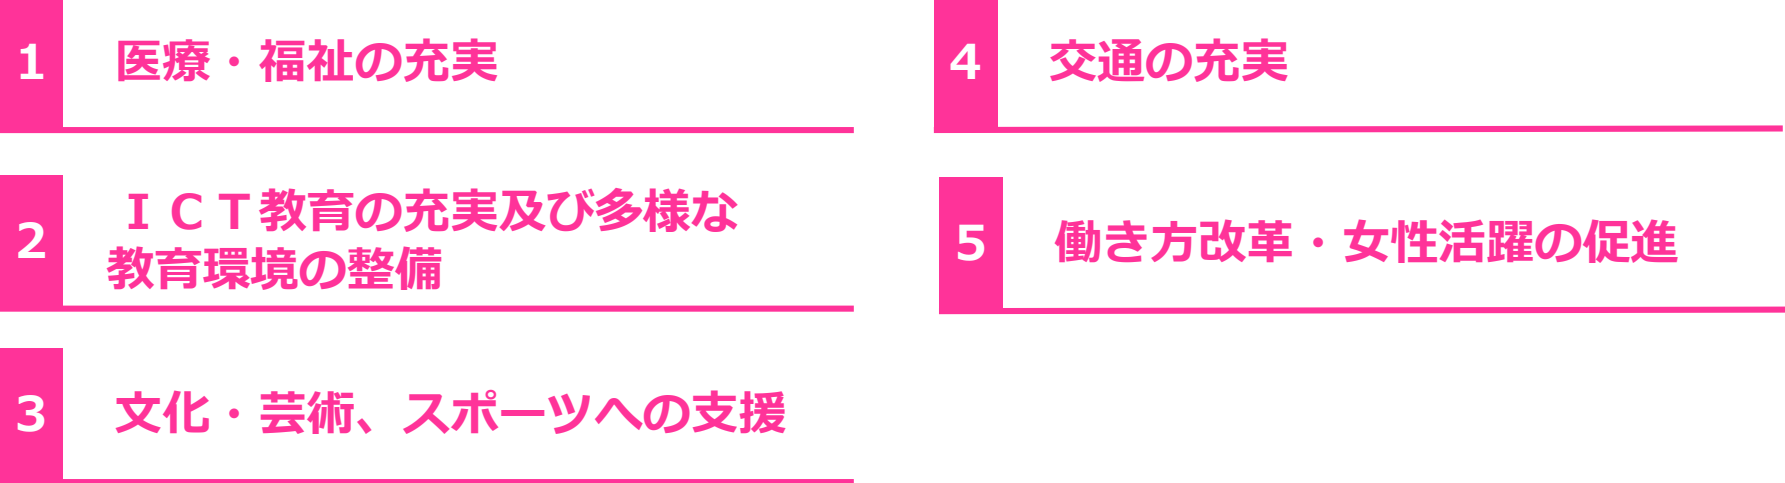 1 医療・福祉の充実
2 ＩＣＴ教育の充実及び多様な
教育環境の整備
3 文化・芸術、スポーツへの支援
4 交通の充実
5 働き方改革・女性活躍の促進